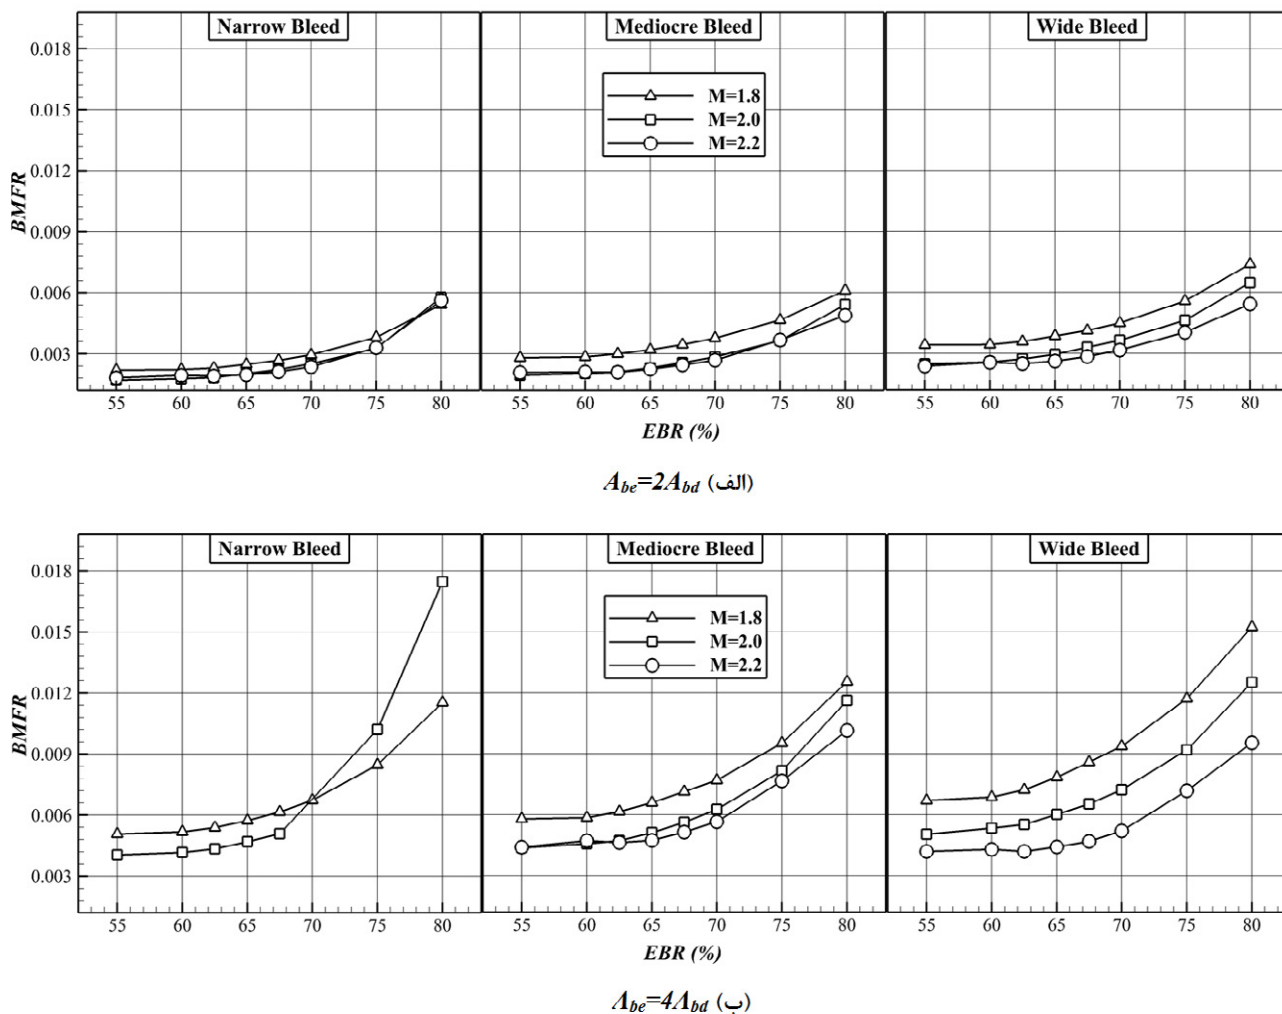 Narrow Bleed Mediocre Bleed Wide Bleed
M=1.8
M=2.0
M=2.2
BMFR
0.018
0.015
0.012
0.009
0.006
0.003
55 60 65 70 75 80 55 60 65 70 75 80 55 60 65 70 75 80
EBR (%)
(الف) Abe=2Abd
Narrow Bleed Mediocre Bleed Wide Bleed
M=1.8
M=2.0
M=2.2
BMFR
0.018
0.015
0.012
0.009
0.006
0.003
55 60 65 70 75 80 55 60 65 70 75 80 55 60 65 70 75 80
EBR (%)
(ب) Abe=4Abd